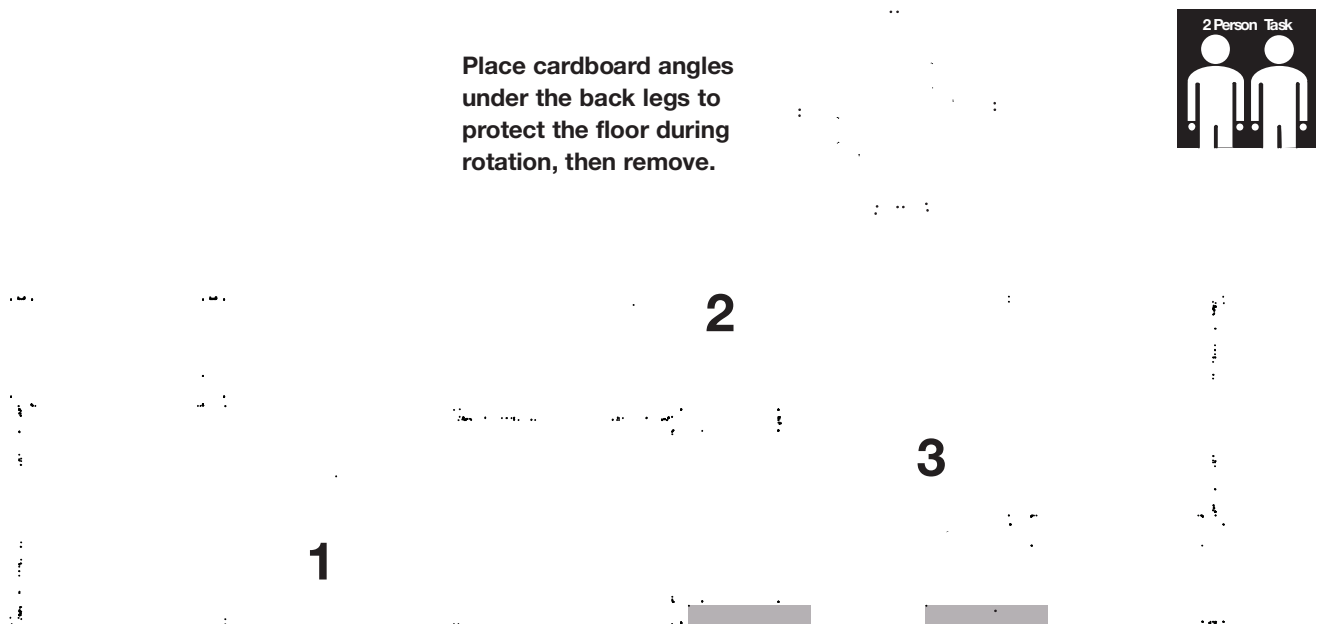 2 Person Task
Place cardboard angles
under the back legs to
protect the floor during
rotation, then remove.
2
3
1